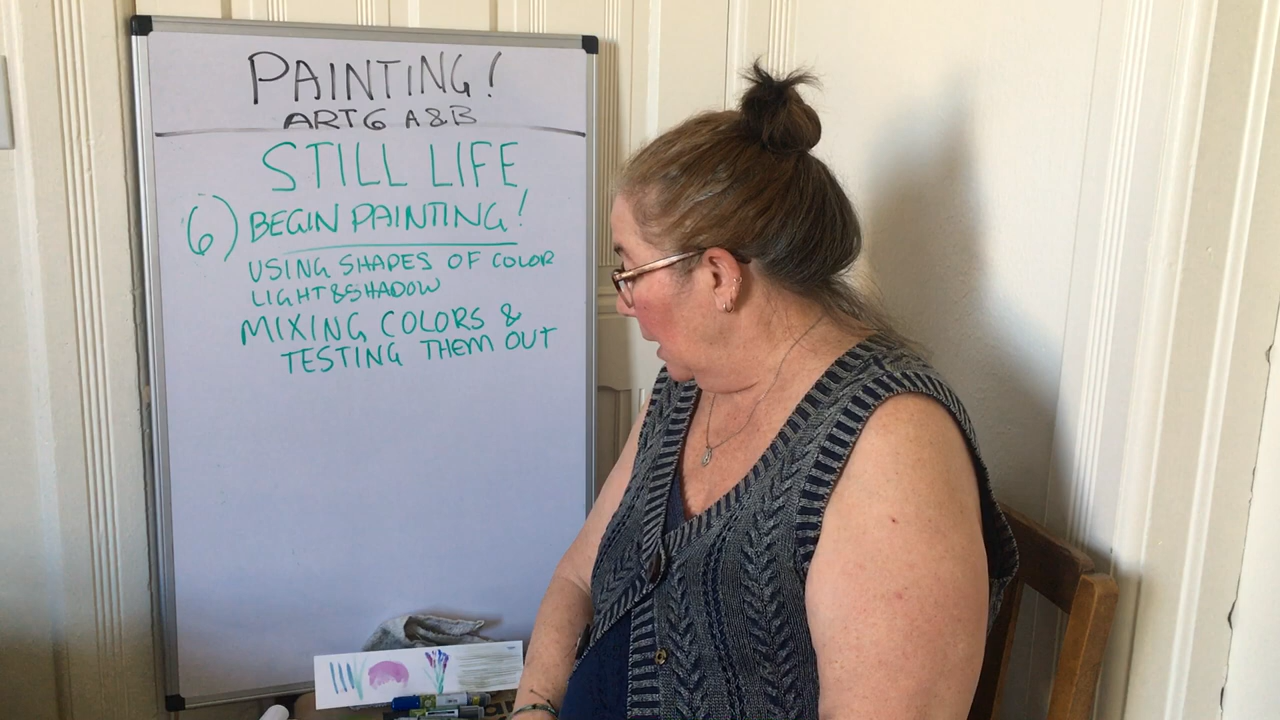 PAINTING!
ART6 A&B
STILL LIFE
6) BEGIN PAINTING!
USING SHAPES OF COLOR
LIGHT & SHADOW
MIXING COLORS &
TESTING THEM OUT